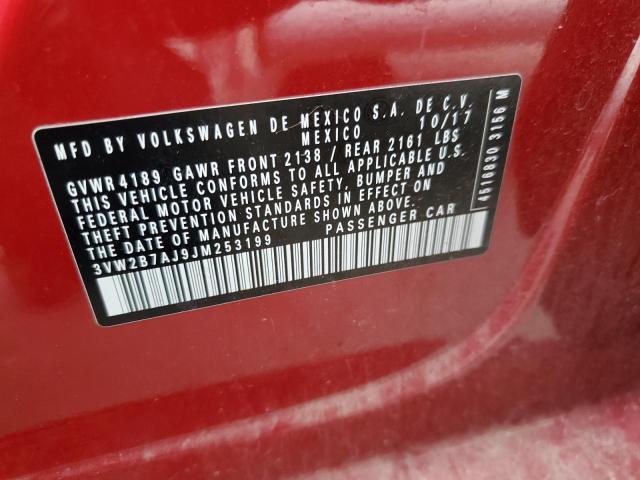 MFD BY VOLKSWAGEN DE MEXICO S.A. DE C.V.
MEXICO 10/17
GVWR 4189 GAWR FRONT 2138 / REAR 2161 LBS
THIS VEHICLE CONFORMS TO ALL APPLICABLE U.S.
FEDERAL MOTOR VEHICLE SAFETY, BUMPER AND
THEFT PREVENTION STANDARDS IN EFFECT ON
THE DATE OF MANUFACTURE SHOWN ABOVE.
3VW2B7AJ9JM253199 PASSENGER CAR
4516830 3166 M